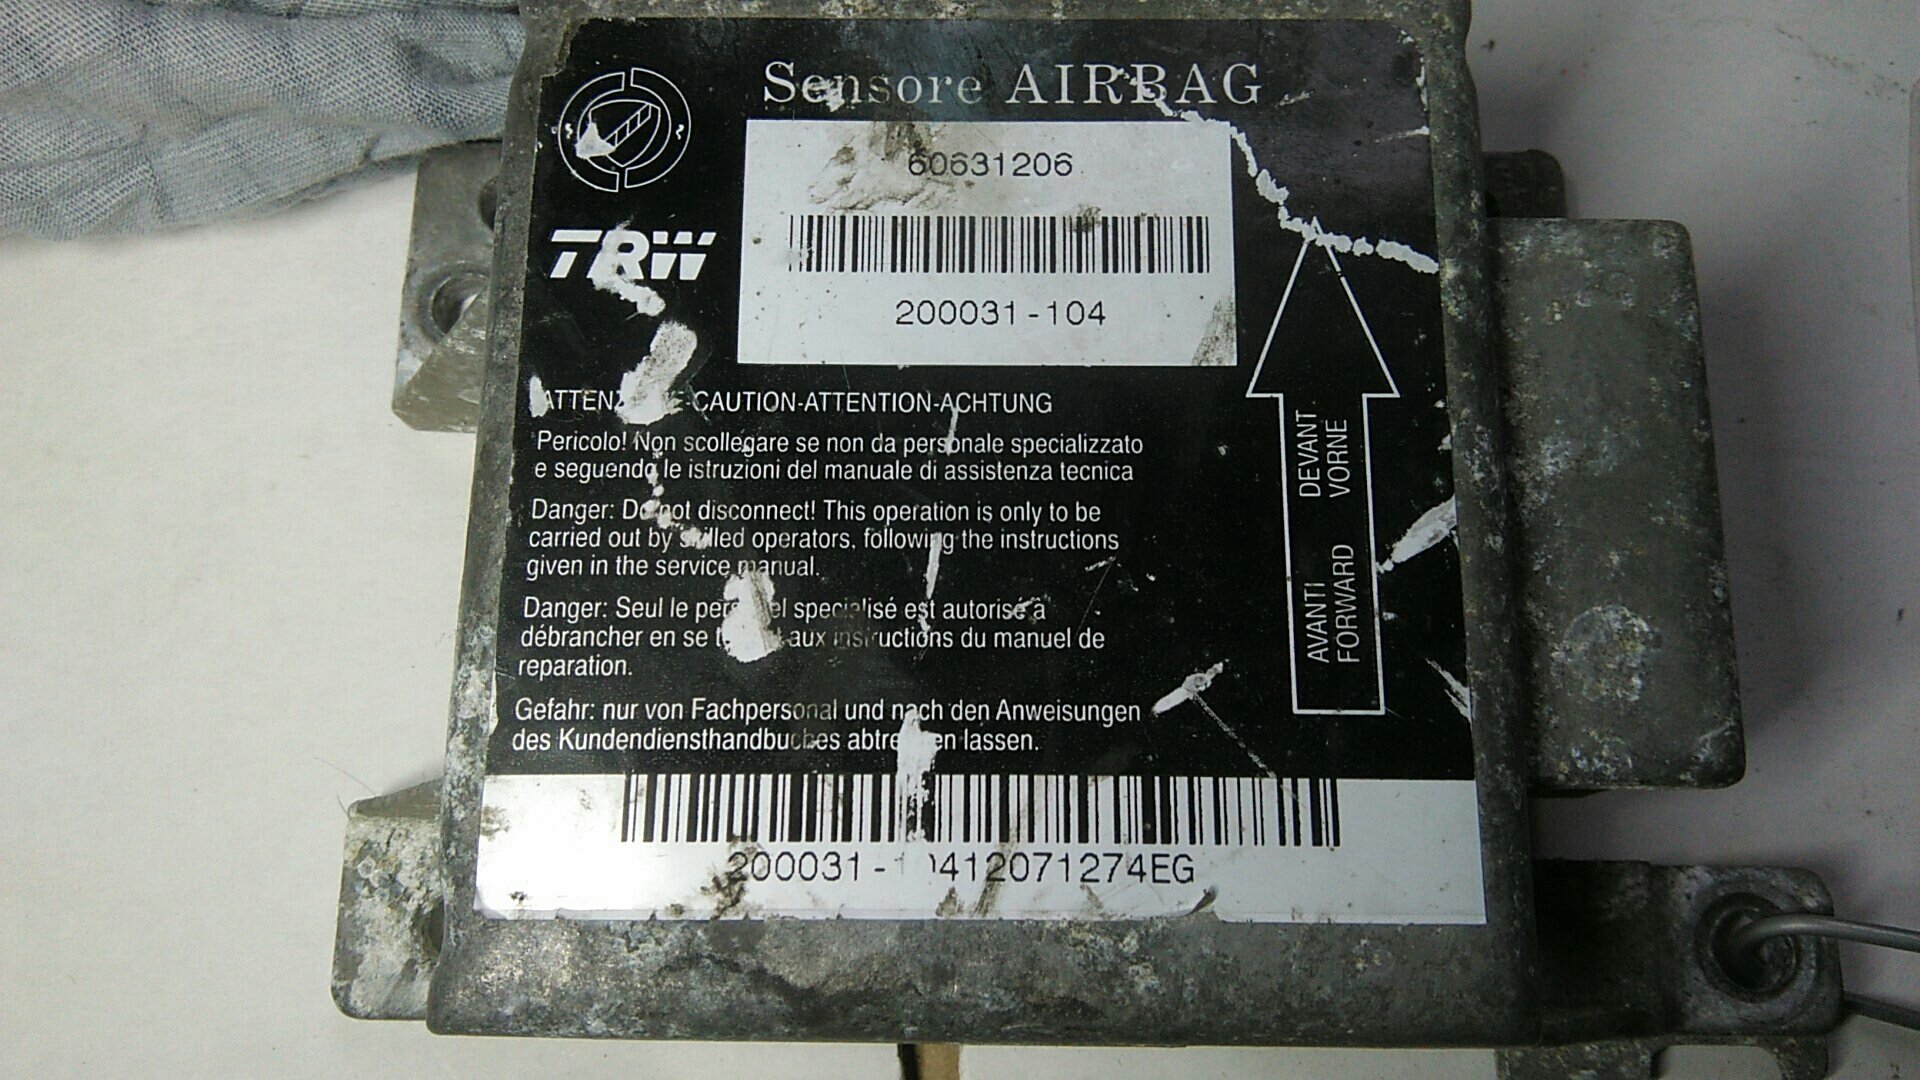 Sensore AIRBAG
60631206
TRW
200031-104
CAUTION-ATTENTION-ACHTUNG
Pericolo! Non scollegare se non da personale specializzato
e seguendo le istruzioni del manuale di assistenza tecnica
Danger: Do not disconnect! This operation is only to be
carried out by skilled operators, following the instructions
given in the service manual.
Danger: Seul le specialisé est autorisé à
débrancher en se aux instructions du manuel de
reparation.
Gefahr: nur von Fachpersonal und nach den Anweisungen
des Kundendiensthandbuches lassen.
AVANTI DEVANT
FORWARD VORNE